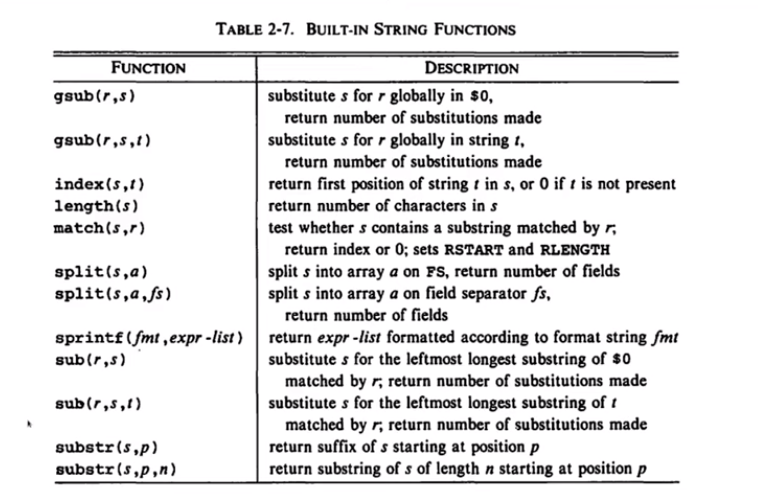 TABLE 2-7. BUILT-IN STRING FUNCTIONS
FUNCTION DESCRIPTION
gsub(r,s) substitute s for r globally in $0,
return number of substitutions made
gsub(r,s,t) substitute s for r globally in string t,
return number of substitutions made
index(s,t) return first position of string t in s, or 0 if t is not present
length(s) return number of characters in s
match(s,r) test whether s contains a substring matched by r;
return index or 0; sets RSTART and RLENGTH
split(s,a) split s into array a on FS, return number of fields
split(s,a,fs) split s into array a on field separator fs,
return number of fields
sprintf(fmt,expr-list) return expr-list formatted according to format string fmt
sub(r,s) substitute s for the leftmost longest substring of $0
matched by r; return number of substitutions made
sub(r,s,t) substitute s for the leftmost longest substring of t
matched by r; return number of substitutions made
substr(s,p) return suffix of s starting at position p
substr(s,p,n) return substring of s of length n starting at position p